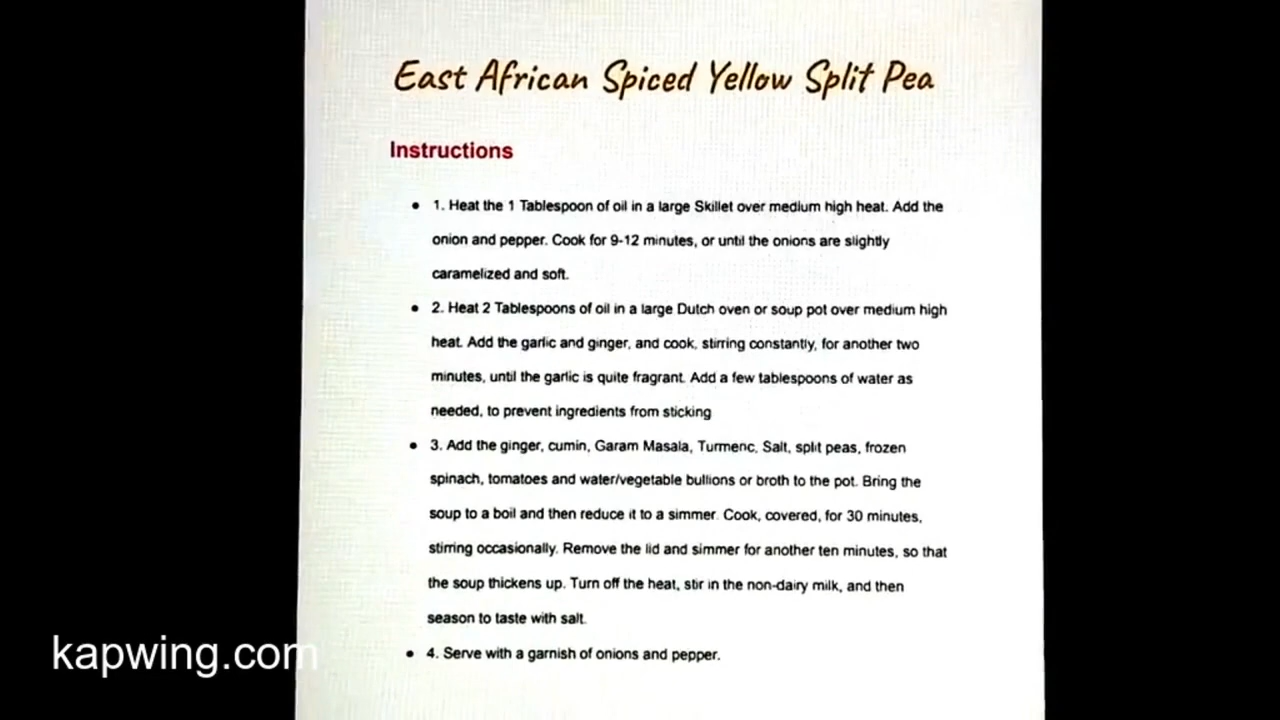 East African Spiced Yellow Split Pea
Instructions
• 1. Heat the 1 Tablespoon of oil in a large Skillet over medium high heat. Add the
onion and pepper. Cook for 9-12 minutes, or until the onions are slightly
caramelized and soft.
• 2. Heat 2 Tablespoons of oil in a large Dutch oven or soup pot over medium high
heat. Add the garlic and ginger, and cook, stirring constantly, for another two
minutes, until the garlic is quite fragrant. Add a few tablespoons of water as
needed, to prevent ingredients from sticking
• 3. Add the ginger, cumin, Garam Masala, Turmeric, Salt, split peas, frozen
spinach, tomatoes and water/vegetable bullions or broth to the pot. Bring the
soup to a boil and then reduce it to a simmer. Cook, covered, for 30 minutes,
stirring occasionally. Remove the lid and simmer for another ten minutes, so that
the soup thickens up. Turn off the heat, stir in the non-dairy milk, and then
season to taste with salt.
• 4. Serve with a garnish of onions and pepper.
kapwing.com